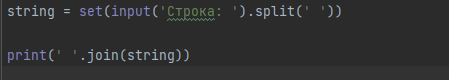 string = set(input('Строка: ').split(' '))
print(' '.join(string))